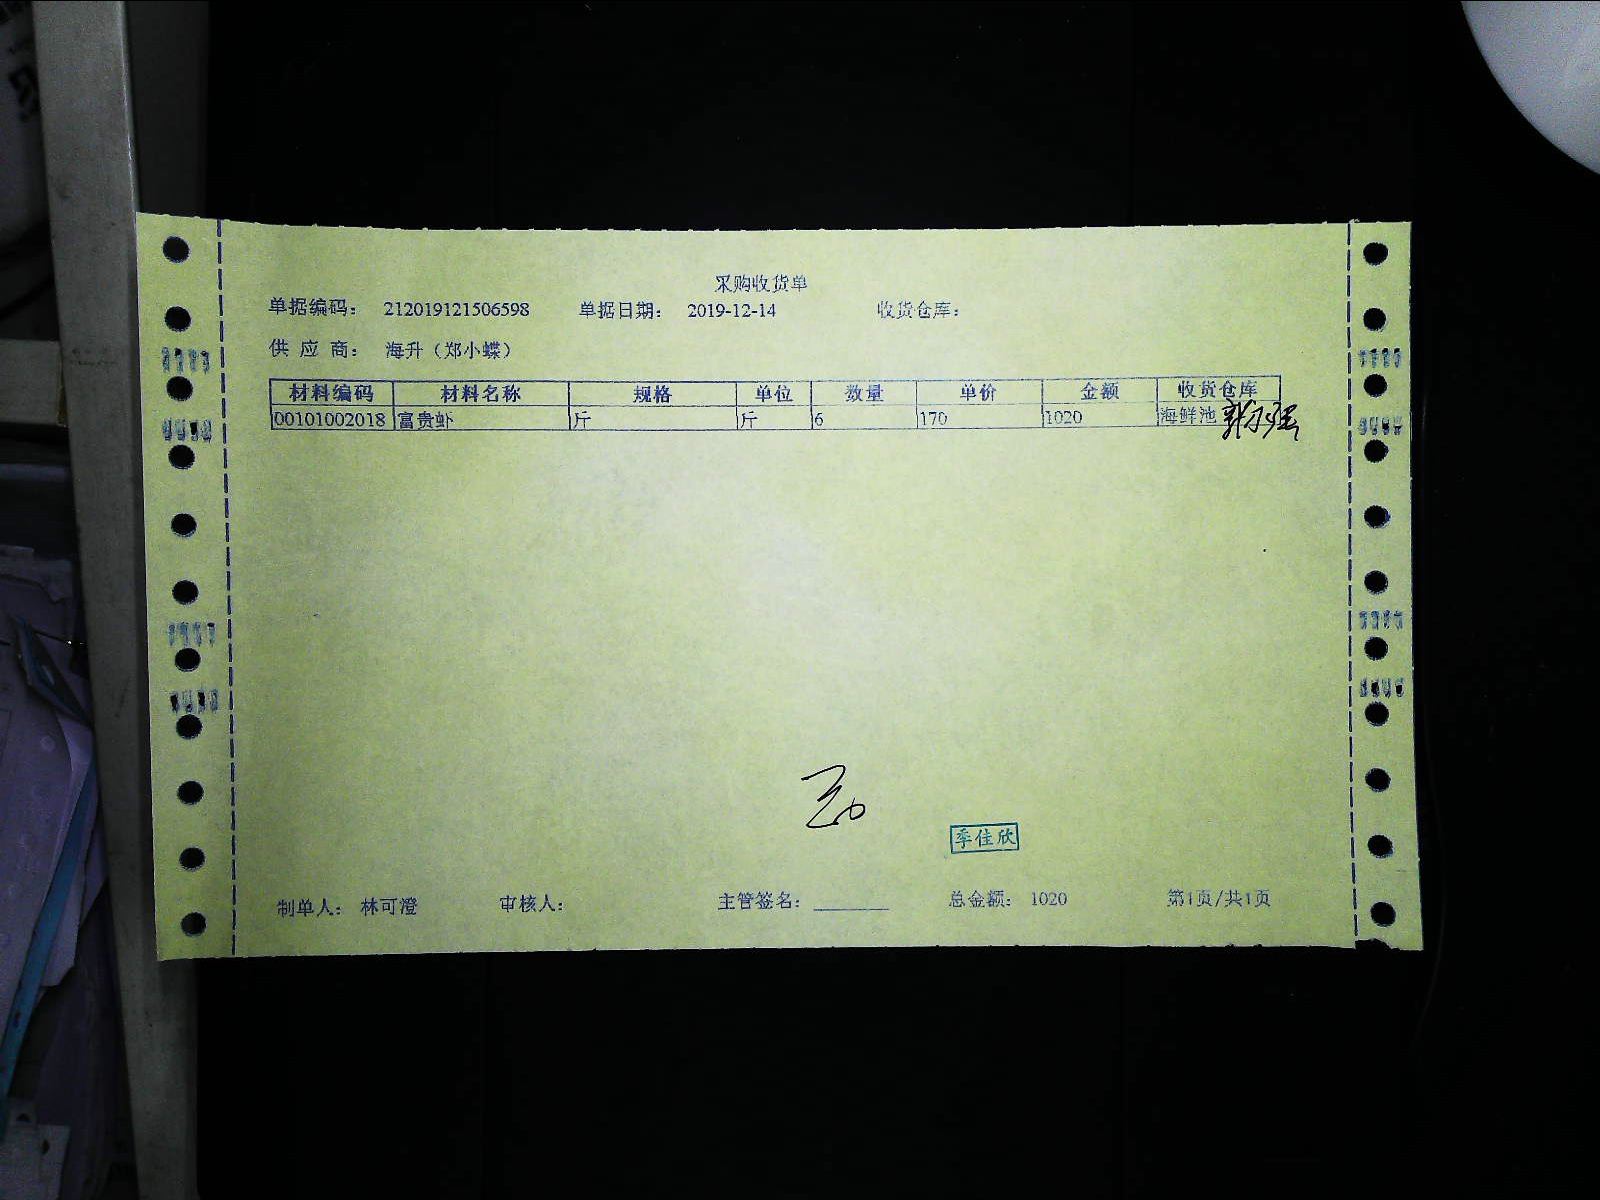 采购收货单
单据编码： 212019121506598 单据日期： 2019-12-14 收货仓库：
供 应 商： 海升（郑小蝶）
材料编码 材料名称 规格 单位 数量 单价 金额 收货仓库
00101002018 富贵虾 斤 斤 6 170 1020 海鲜池
季佳欣
制单人： 林可澄 审核人： 主管签名： ________ 总金额： 1020 第1页/共1页